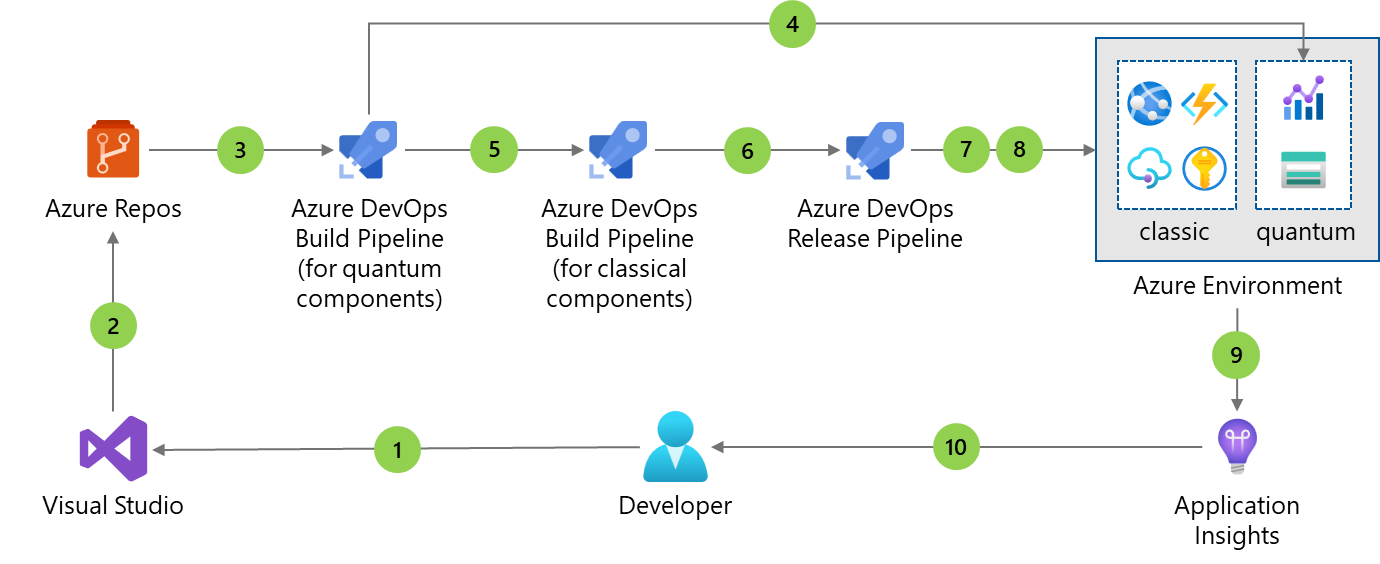 4
3
5
6
7
8
Azure Repos
Azure DevOps
Build Pipeline
(for quantum
components)
Azure DevOps
Build Pipeline
(for classical
components)
Azure DevOps
Release Pipeline
classic
quantum
Azure Environment
2
9
1
10
Visual Studio
Developer
Application
Insights